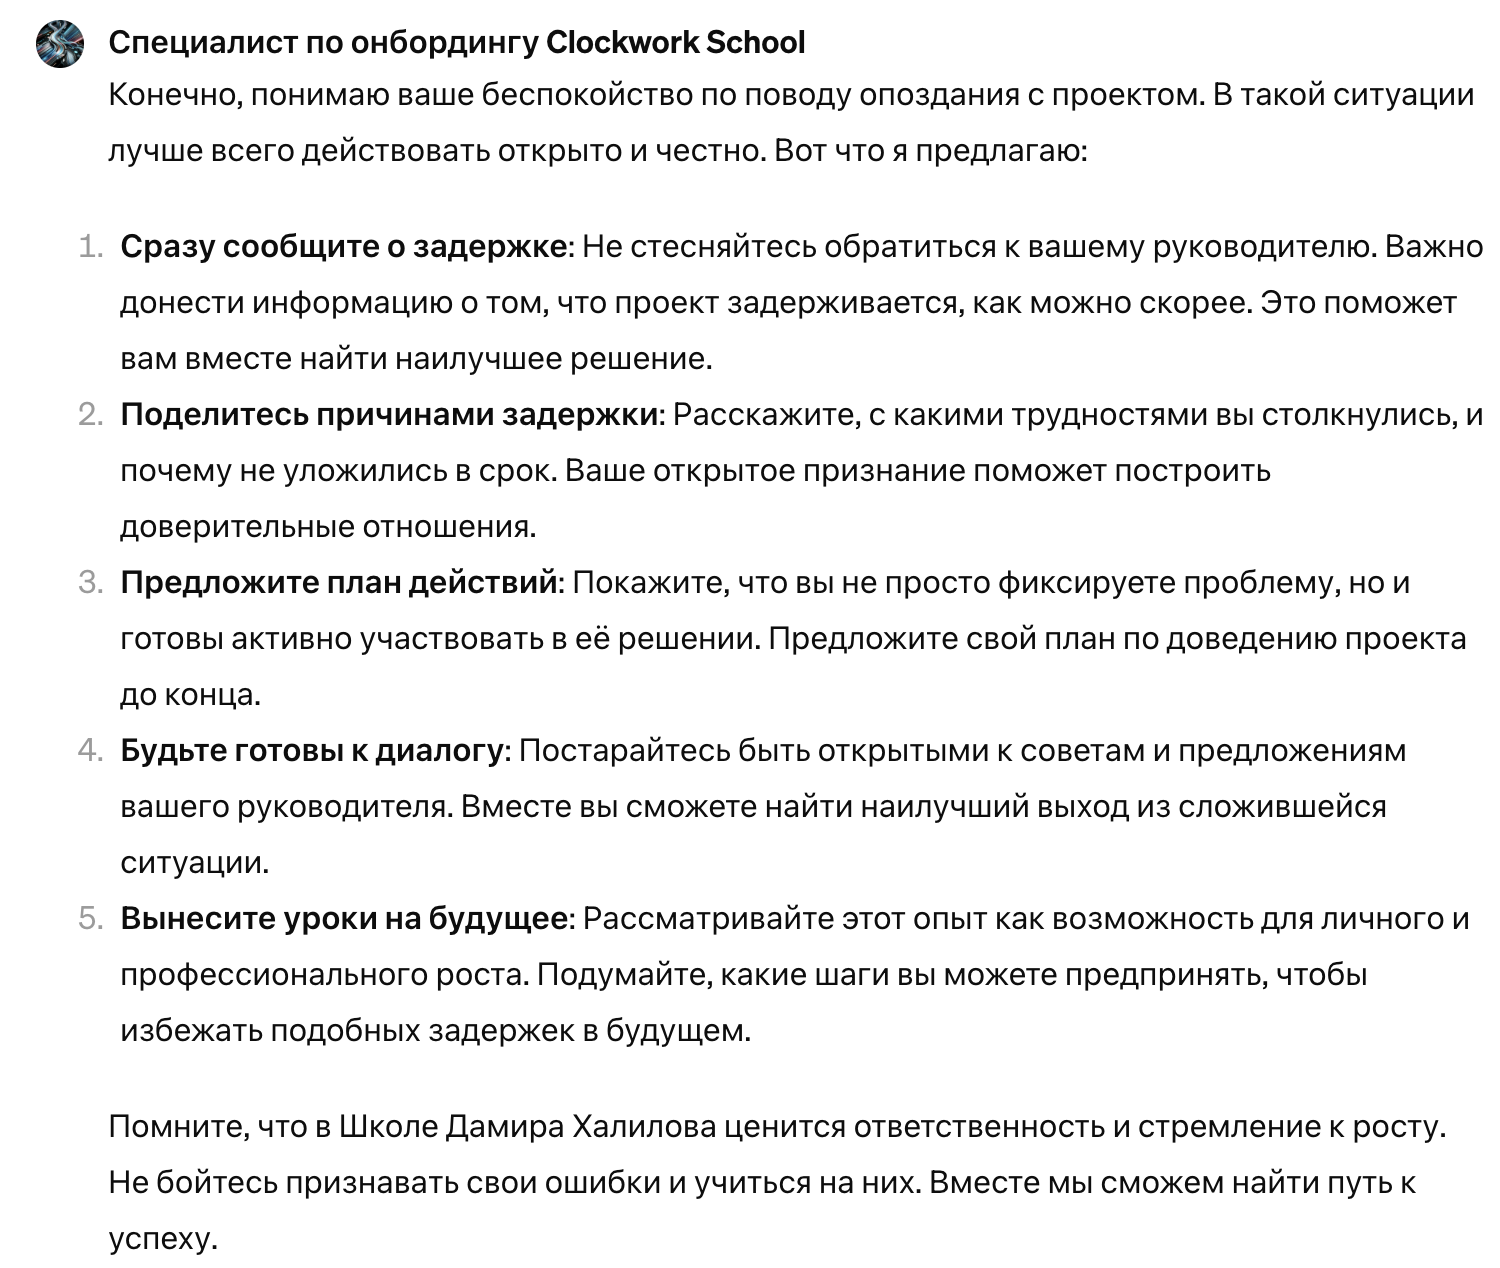 Специалист по онбордингу Clockwork School
Конечно, понимаю ваше беспокойство по поводу опоздания с проектом. В такой ситуации
лучше всего действовать открыто и честно. Вот что я предлагаю:
1. Сразу сообщите о задержке: Не стесняйтесь обратиться к вашему руководителю. Важно
донести информацию о том, что проект задерживается, как можно скорее. Это поможет
вам вместе найти наилучшее решение.
2. Поделитесь причинами задержки: Расскажите, с какими трудностями вы столкнулись, и
почему не уложились в срок. Ваше открытое признание поможет построить
доверительные отношения.
3. Предложите план действий: Покажите, что вы не просто фиксируете проблему, но и
готовы активно участвовать в её решении. Предложите свой план по доведению проекта
до конца.
4. Будьте готовы к диалогу: Постарайтесь быть открытыми к советам и предложениям
вашего руководителя. Вместе вы сможете найти наилучший выход из сложившейся
ситуации.
5. Вынесите уроки на будущее: Рассматривайте этот опыт как возможность для личного и
профессионального роста. Подумайте, какие шаги вы можете предпринять, чтобы
избежать подобных задержек в будущем.
Помните, что в Школе Дамира Халилова ценится ответственность и стремление к росту.
Не бойтесь признавать свои ошибки и учиться на них. Вместе мы сможем найти путь к
успеху.